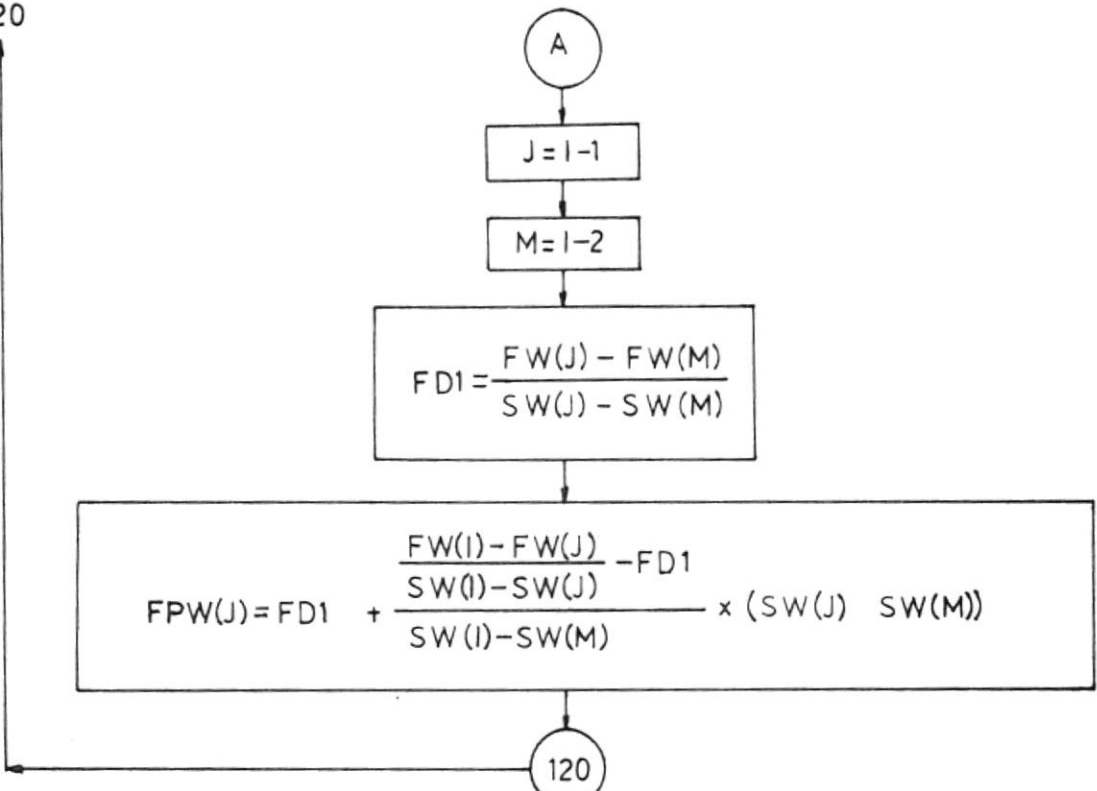 20
A
J = I-1
M = I-2
FW(J) - FW(M)
FD1 =
SW(J) - SW(M)
FW(I) - FW(J)
- FD1
SW(I) - SW(J)
FPW(J) = FD1 + × (SW(J) SW(M))
SW(I) - SW(M)
120